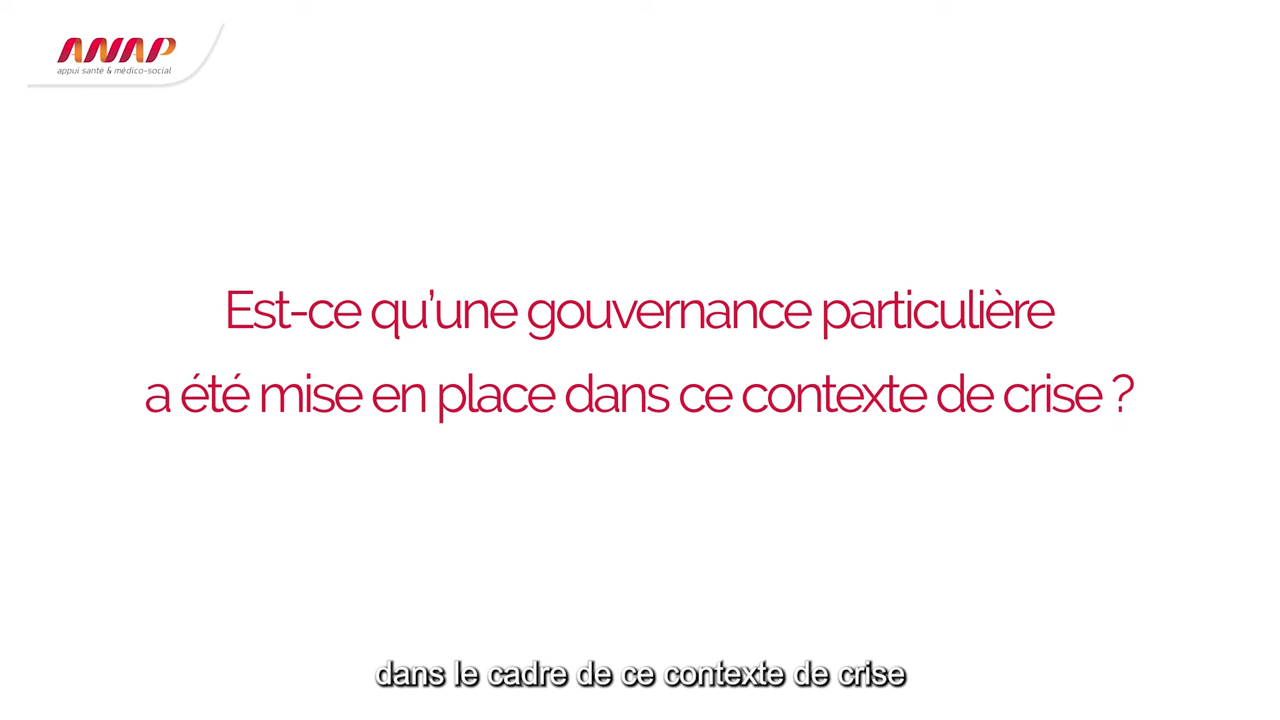 ANAP
appui santé & médico-social
Est-ce qu’une gouvernance particulière
a été mise en place dans ce contexte de crise ?
dans le cadre de ce contexte de crise